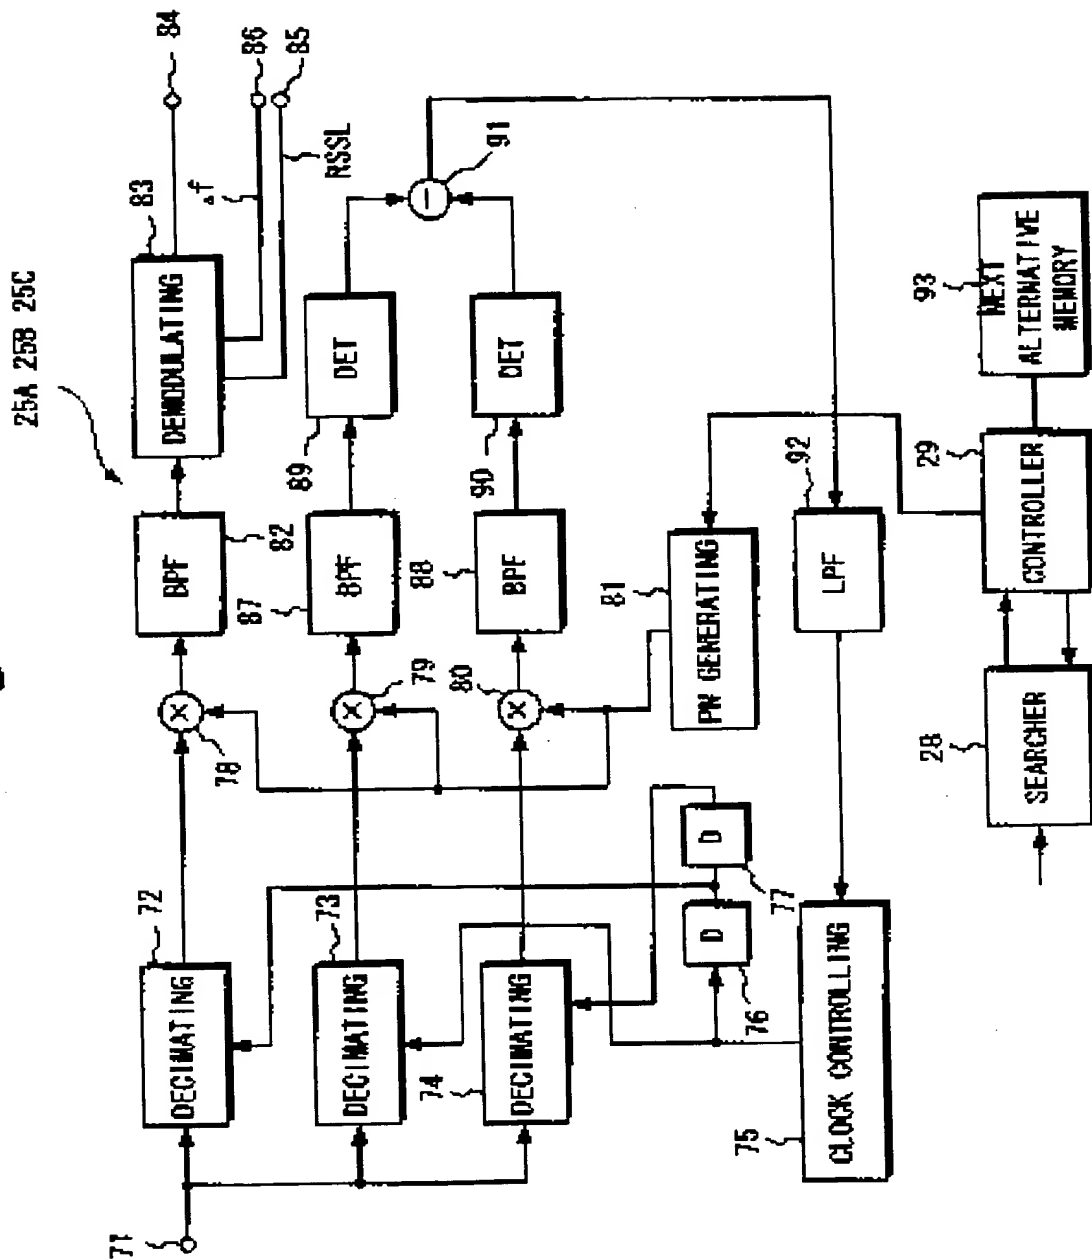 25A 25B 25C
71
DECIMATING
72
78
BPF
82
DEMODULATING
83
84
Δf
86
RSSL
85
DECIMATING
73
79
87
BPF
89
DET
91
DECIMATING
74
80
88
BPF
90
DET
D
76
D
77
PN GENERATING
81
CLOCK CONTROLLING
75
LPF
92
SEARCHER
28
CONTROLLER
29
NEXT
ALTERNATIVE
MEMORY
93